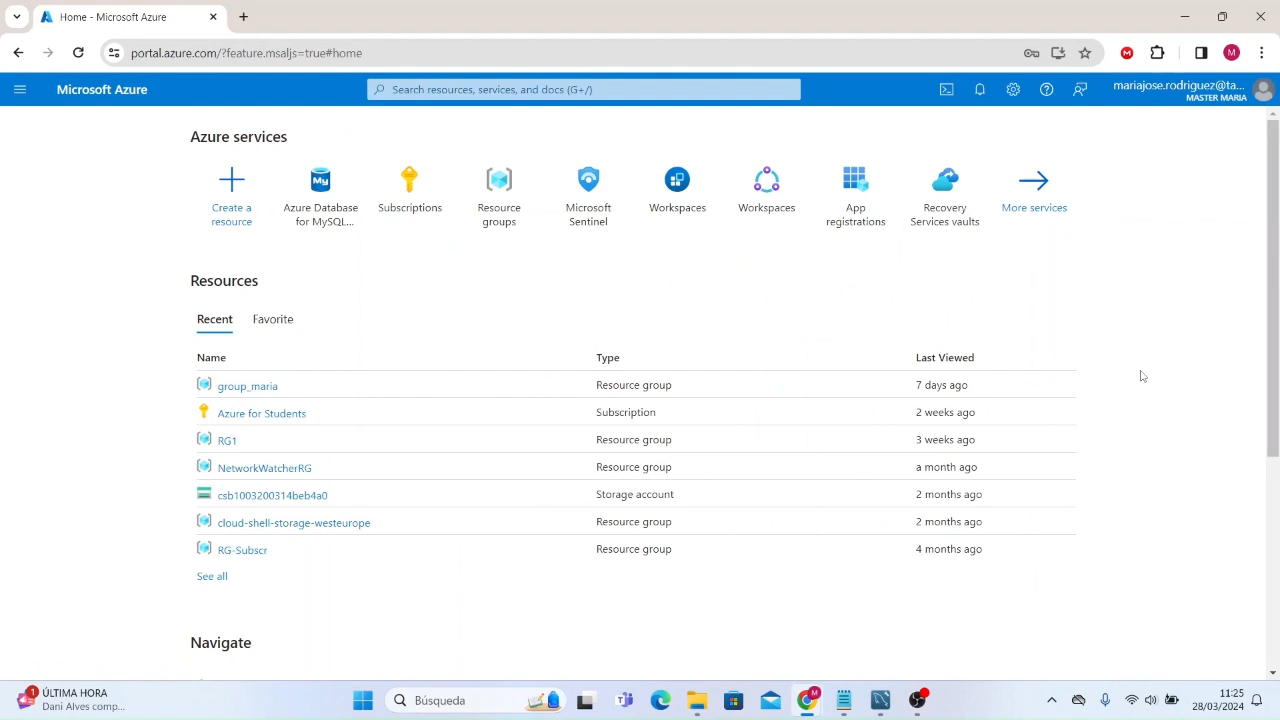 Home - Microsoft Azure
portal.azure.com/?feature.msaljs=true#home
M
M
Microsoft Azure
Search resources, services, and docs (G+/)
mariajose.rodriguez@ta...
MASTER MARIA
Azure services
Create a resource
My
Azure Database for MySQL...
Subscriptions
Resource groups
Microsoft Sentinel
Workspaces
Workspaces
App registrations
Recovery Services vaults
More services
Resources
Recent Favorite
Name Type Last Viewed
group_maria Resource group 7 days ago
Azure for Students Subscription 2 weeks ago
RG1 Resource group 3 weeks ago
NetworkWatcherRG Resource group a month ago
csb1003200314beb4a0 Storage account 2 months ago
cloud-shell-storage-westeurope Resource group 2 months ago
RG-Subscr Resource group 4 months ago
See all
Navigate
1
ÚLTIMA HORA
Dani Alves comp...
Búsqueda
M
11:25
28/03/2024